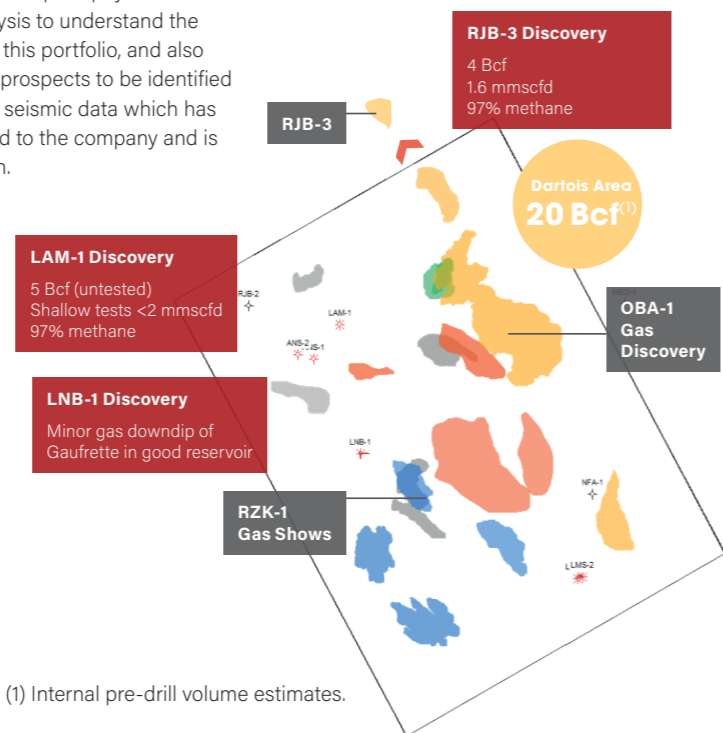 ysis to understand the
this portfolio, and also
prospects to be identified
seismic data which has
d to the company and is
n.
RJB-3 Discovery
4 Bcf
1.6 mmscfd
97% methane
RJB-3
Dartois Area
20 Bcf(1)
LAM-1 Discovery
5 Bcf (untested)
Shallow tests <2 mmscfd
97% methane
RJB-2
LAM-1
ANS-2
OBA-1
Gas
Discovery
LNB-1 Discovery
Minor gas downdip of
Gaufrette in good reservoir
LNB-1
NFA-1
RZK-1
Gas Shows
LMS-2
(1) Internal pre-drill volume estimates.